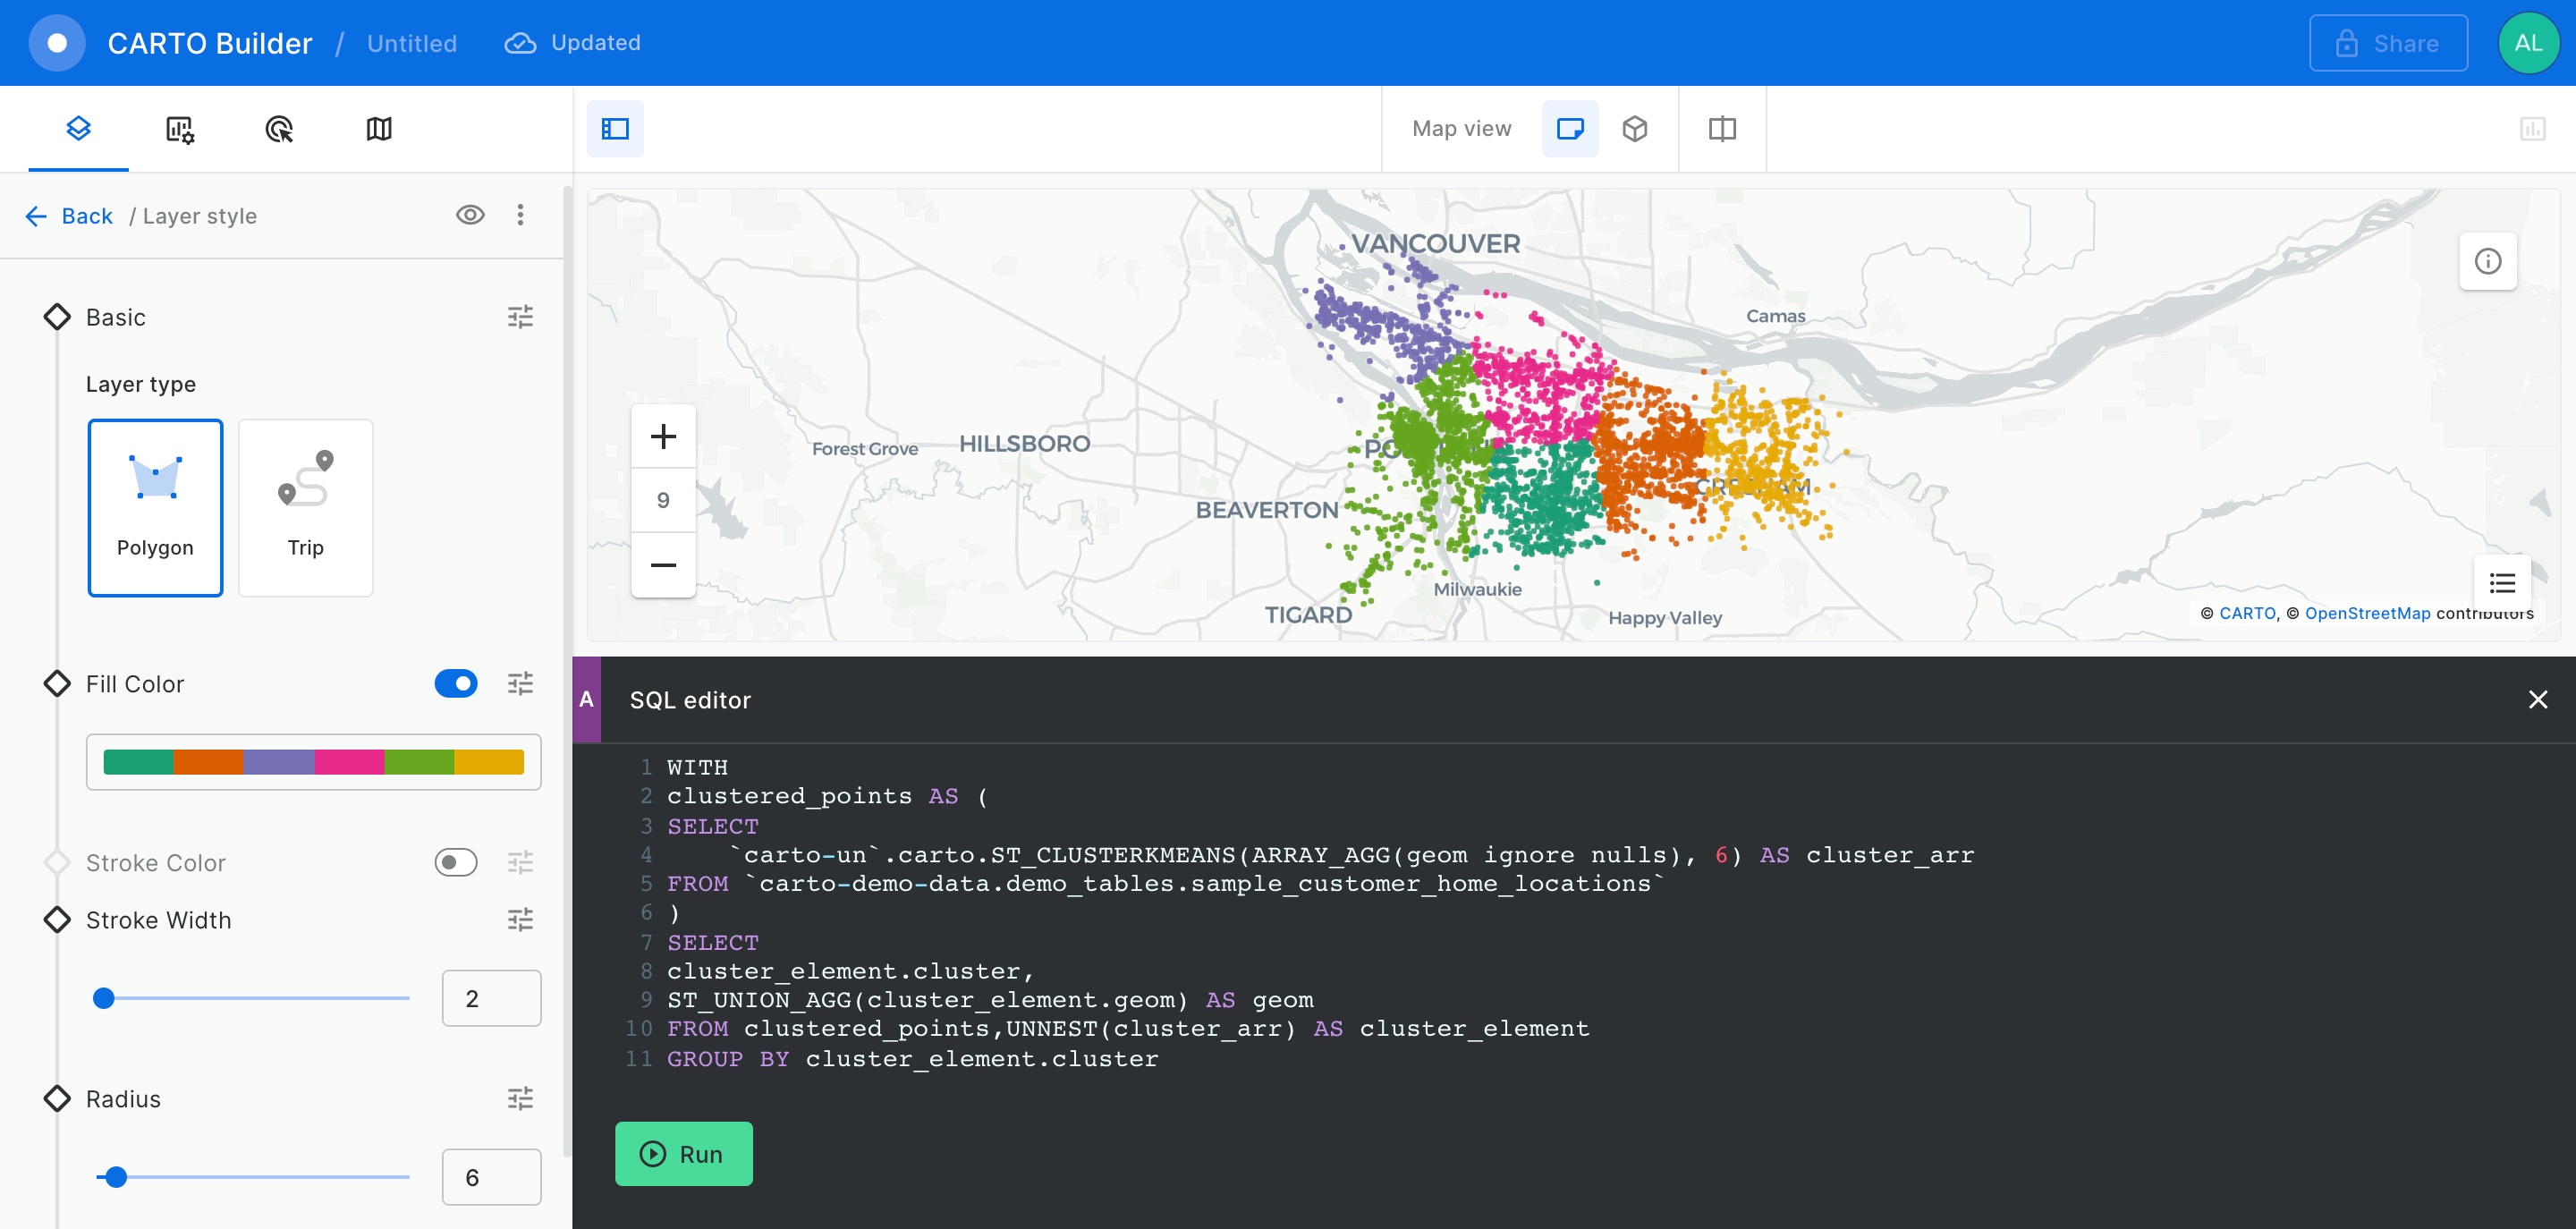 CARTO Builder / Untitled Updated
Share AL
Map view
Back / Layer style
Basic
Layer type
Polygon
Trip
Fill Color
Stroke Color
Stroke Width
2
Radius
6
9
VANCOUVER
Camas
Forest Grove
HILLSBORO
BEAVERTON
Milwaukie
TIGARD
Happy Valley
© CARTO, © OpenStreetMap contributors
A SQL editor
1 WITH
2 clustered_points AS (
3 SELECT
4 `carto-un`.carto.ST_CLUSTERKMEANS(ARRAY_AGG(geom ignore nulls), 6) AS cluster_arr
5 FROM `carto-demo-data.demo_tables.sample_customer_home_locations`
6 )
7 SELECT
8 cluster_element.cluster,
9 ST_UNION_AGG(cluster_element.geom) AS geom
10 FROM clustered_points,UNNEST(cluster_arr) AS cluster_element
11 GROUP BY cluster_element.cluster
Run